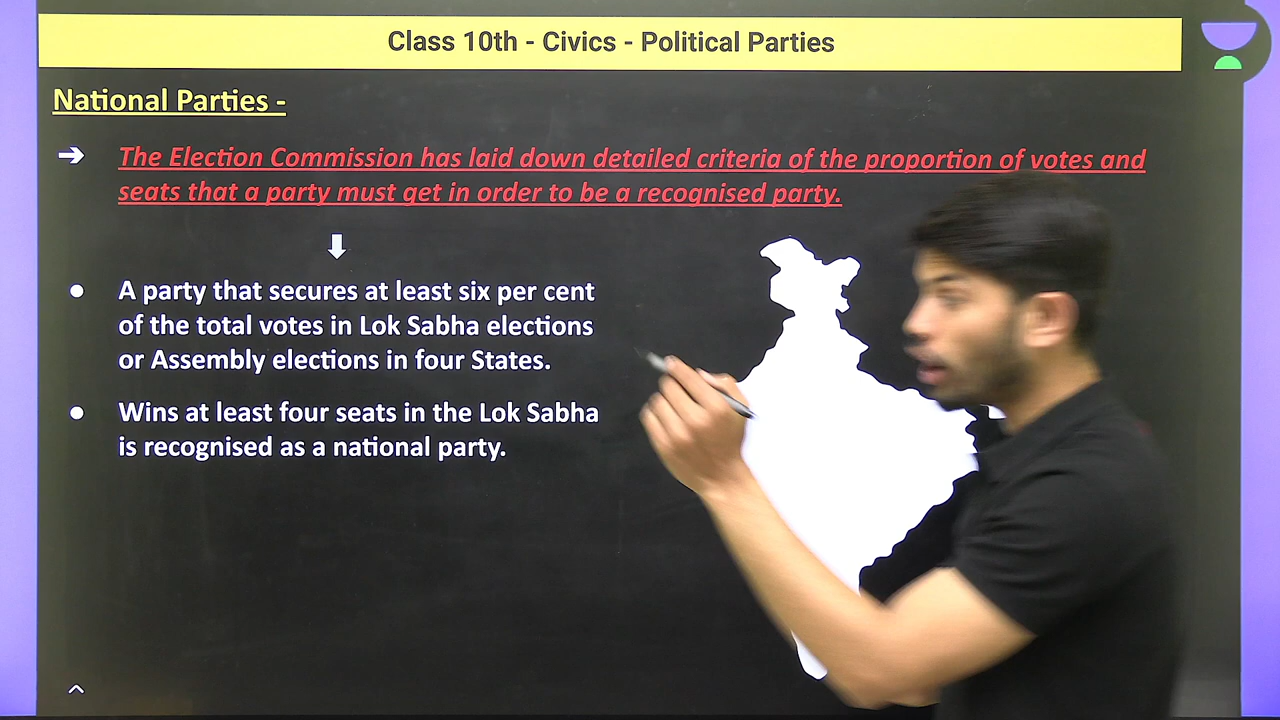 Class 10th - Civics - Political Parties
National Parties -
➔ The Election Commission has laid down detailed criteria of the proportion of votes and
seats that a party must get in order to be a recognised party.
● A party that secures at least six per cent
of the total votes in Lok Sabha elections
or Assembly elections in four States.
● Wins at least four seats in the Lok Sabha
is recognised as a national party.